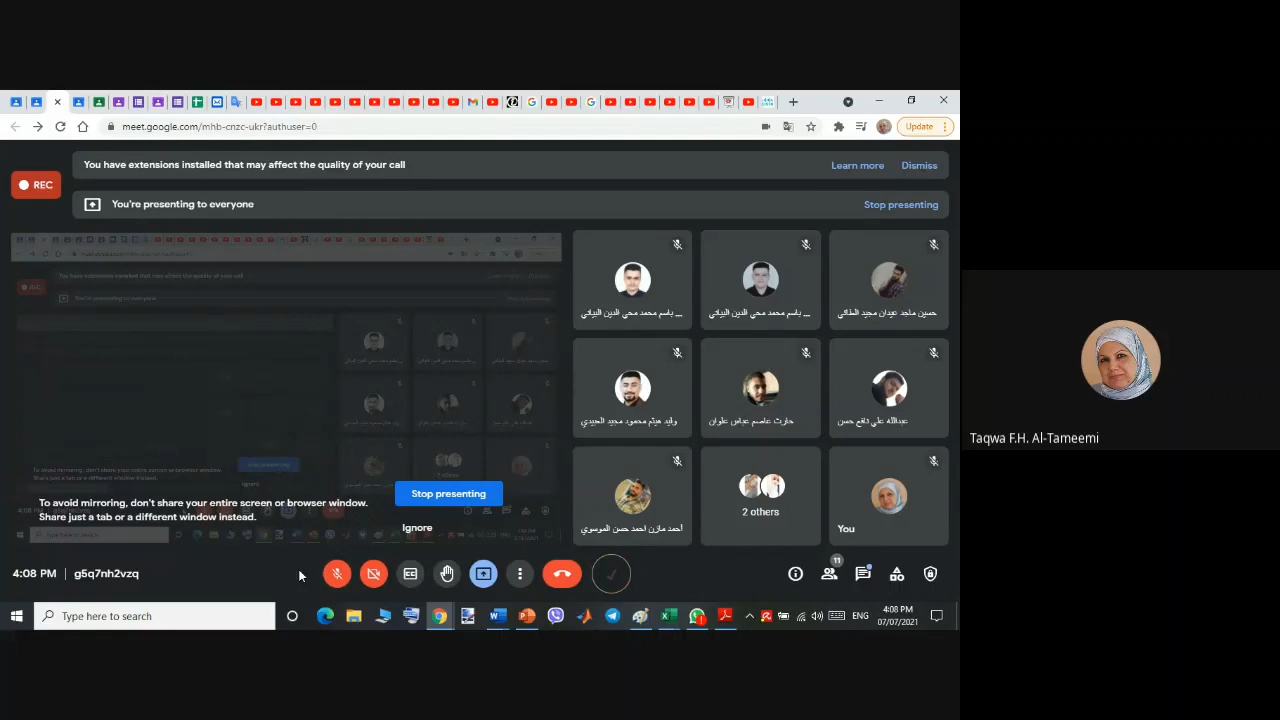 meet.google.com/mhb-cnzc-ukr?authuser=0
Update
You have extensions installed that may affect the quality of your call
Learn more
Dismiss
REC
You're presenting to everyone
Stop presenting
باسم محمد محي الدين البياتي ...
باسم محمد محي الدين البياتي ...
حسين ماجد عيدان مجيد الطائي
وليد هيثم محمود مجيد العبيدي
حارث عاصم عباس علوان
عبدالله علي نافع حسن
أحمد مازن احمد حسن الموسوي
2 others
You
To avoid mirroring, don't share your entire screen or browser window.
Share just a tab or a different window instead.
Stop presenting
Ignore
4:08 PM | g5q7nh2vzq
11
Type here to search
ENG
4:08 PM
07/07/2021
Taqwa F.H. Al-Tameemi